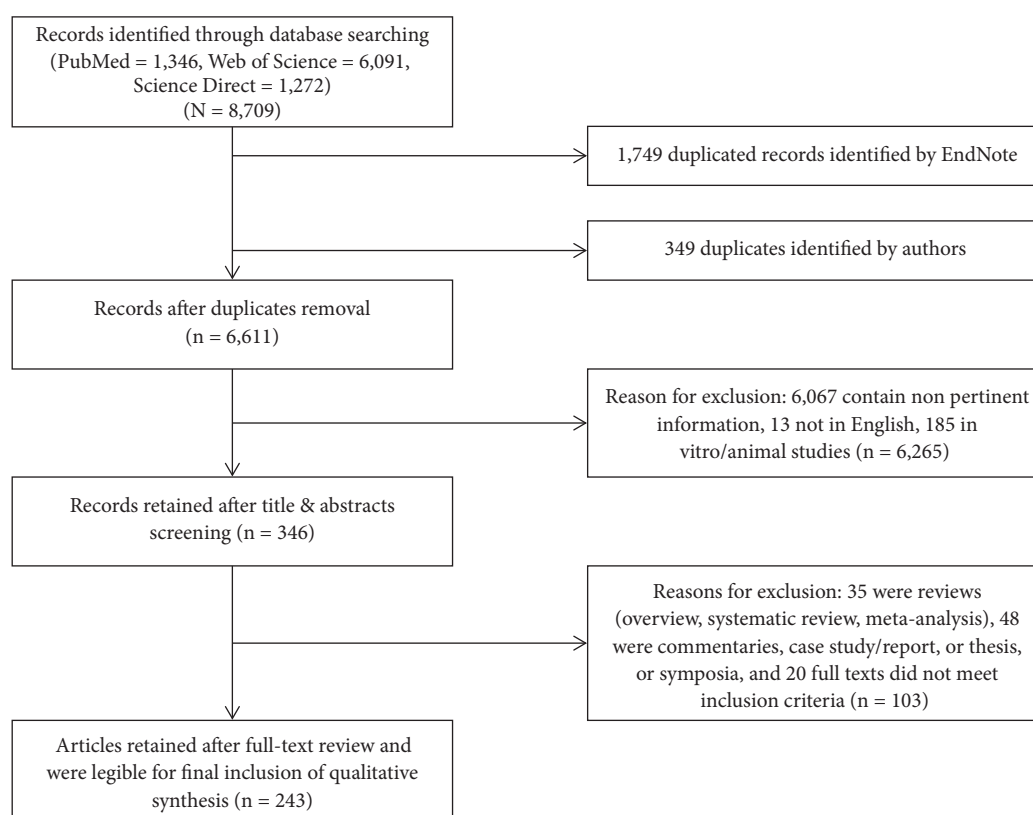 Records identified through database searching
(PubMed = 1,346, Web of Science = 6,091,
Science Direct = 1,272)
(N = 8,709)
1,749 duplicated records identified by EndNote
349 duplicates identified by authors
Records after duplicates removal
(n = 6,611)
Reason for exclusion: 6,067 contain non pertinent
information, 13 not in English, 185 in
vitro/animal studies (n = 6,265)
Records retained after title & abstracts
screening (n = 346)
Reasons for exclusion: 35 were reviews
(overview, systematic review, meta-analysis), 48
were commentaries, case study/report, or thesis,
or symposia, and 20 full texts did not meet
inclusion criteria (n = 103)
Articles retained after full-text review and
were legible for final inclusion of qualitative
synthesis (n = 243)